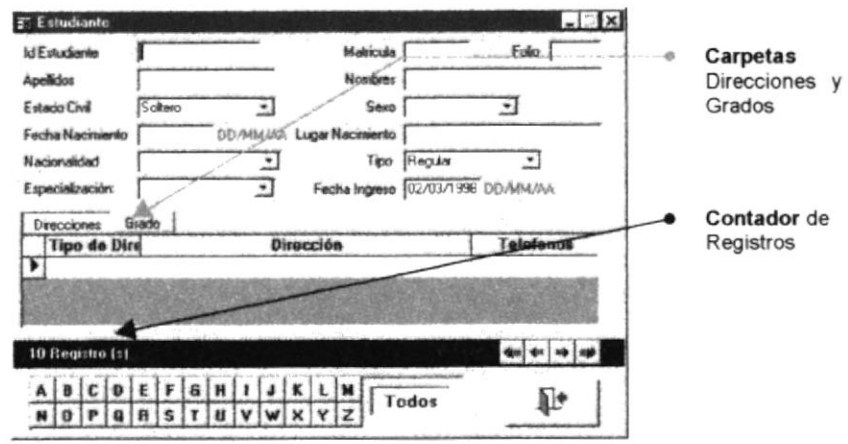 Estudiante
Id Estudiante Matricula Folio
Apellidos Nombres
Estado Civil Soltero Sexo
Fecha Nacimiento DD/MM/AA Lugar Nacimiento
Nacionalidad Tipo Regular
Especialización: Fecha Ingreso 02/03/1998 DD/MM/AA
Direcciones Grado
Tipo de Dire Dirección Telefonos
10 Registro (s)
A B C D E F G H I J K L M
N O P Q R S T U V W X Y Z
Todos
Carpetas
Direcciones y
Grados
Contador de
Registros